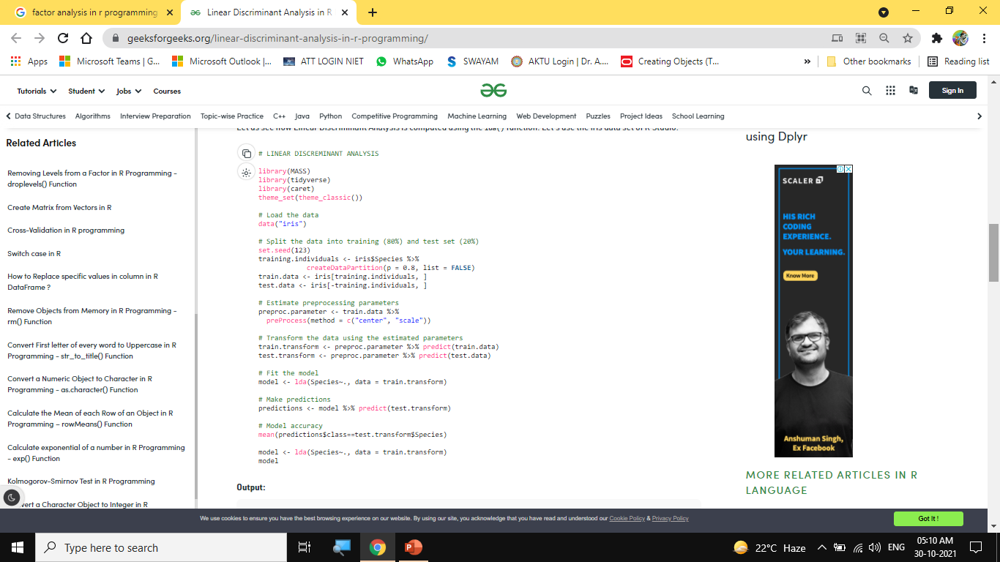 factor analysis in r programming
Linear Discriminant Analysis in R
geeksforgeeks.org/linear-discriminant-analysis-in-r-programming/
Apps Microsoft Teams | G... Microsoft Outlook |... ATT LOGIN NIET WhatsApp SWAYAM AKTU Login | Dr. A.... Creating Objects (T... » Other bookmarks Reading list
Tutorials Student Jobs Courses Sign In
Data Structures Algorithms Interview Preparation Topic-wise Practice C++ Java Python Competitive Programming Machine Learning Web Development Puzzles Project Ideas School Learning
Related Articles
Removing Levels from a Factor in R Programming –
droplevels() Function
Create Matrix from Vectors in R
Cross-Validation in R programming
Switch case in R
How to Replace specific values in column in R
DataFrame ?
Remove Objects from Memory in R Programming –
rm() Function
Convert First letter of every word to Uppercase in R
Programming – str_to_title() Function
Convert a Numeric Object to Character in R
Programming – as.character() Function
Calculate the Mean of each Row of an Object in R
Programming – rowMeans() Function
Calculate exponential of a number in R Programming
– exp() Function
Kolmogorov-Smirnov Test in R Programming
vert a Character Object to Integer in R
Let us see how Linear Discriminant Analysis is computed using the lda() function. Let's use the iris data set of R Studio.
# LINEAR DISCREMINANT ANALYSIS
library(MASS)
library(tidyverse)
library(caret)
theme_set(theme_classic())
# Load the data
data("iris")
# Split the data into training (80%) and test set (20%)
set.seed(123)
training.individuals <- iris$Species %>%
createDataPartition(p = 0.8, list = FALSE)
train.data <- iris[training.individuals, ]
test.data <- iris[-training.individuals, ]
# Estimate preprocessing parameters
preproc.parameter <- train.data %>%
preProcess(method = c("center", "scale"))
# Transform the data using the estimated parameters
train.transform <- preproc.parameter %>% predict(train.data)
test.transform <- preproc.parameter %>% predict(test.data)
# Fit the model
model <- lda(Species~., data = train.transform)
# Make predictions
predictions <- model %>% predict(test.transform)
# Model accuracy
mean(predictions$class==test.transform$Species)
model <- lda(Species~., data = train.transform)
model
Output:
using Dplyr
SCALER
HIS RICH
CODING
EXPERIENCE.
YOUR LEARNING.
Know More
Anshuman Singh,
Ex Facebook
MORE RELATED ARTICLES IN R
LANGUAGE
We use cookies to ensure you have the best browsing experience on our website. By using our site, you acknowledge that you have read and understood our Cookie Policy & Privacy Policy
Got It !
Type here to search
22°C Haze
ENG
05:10 AM
30-10-2021